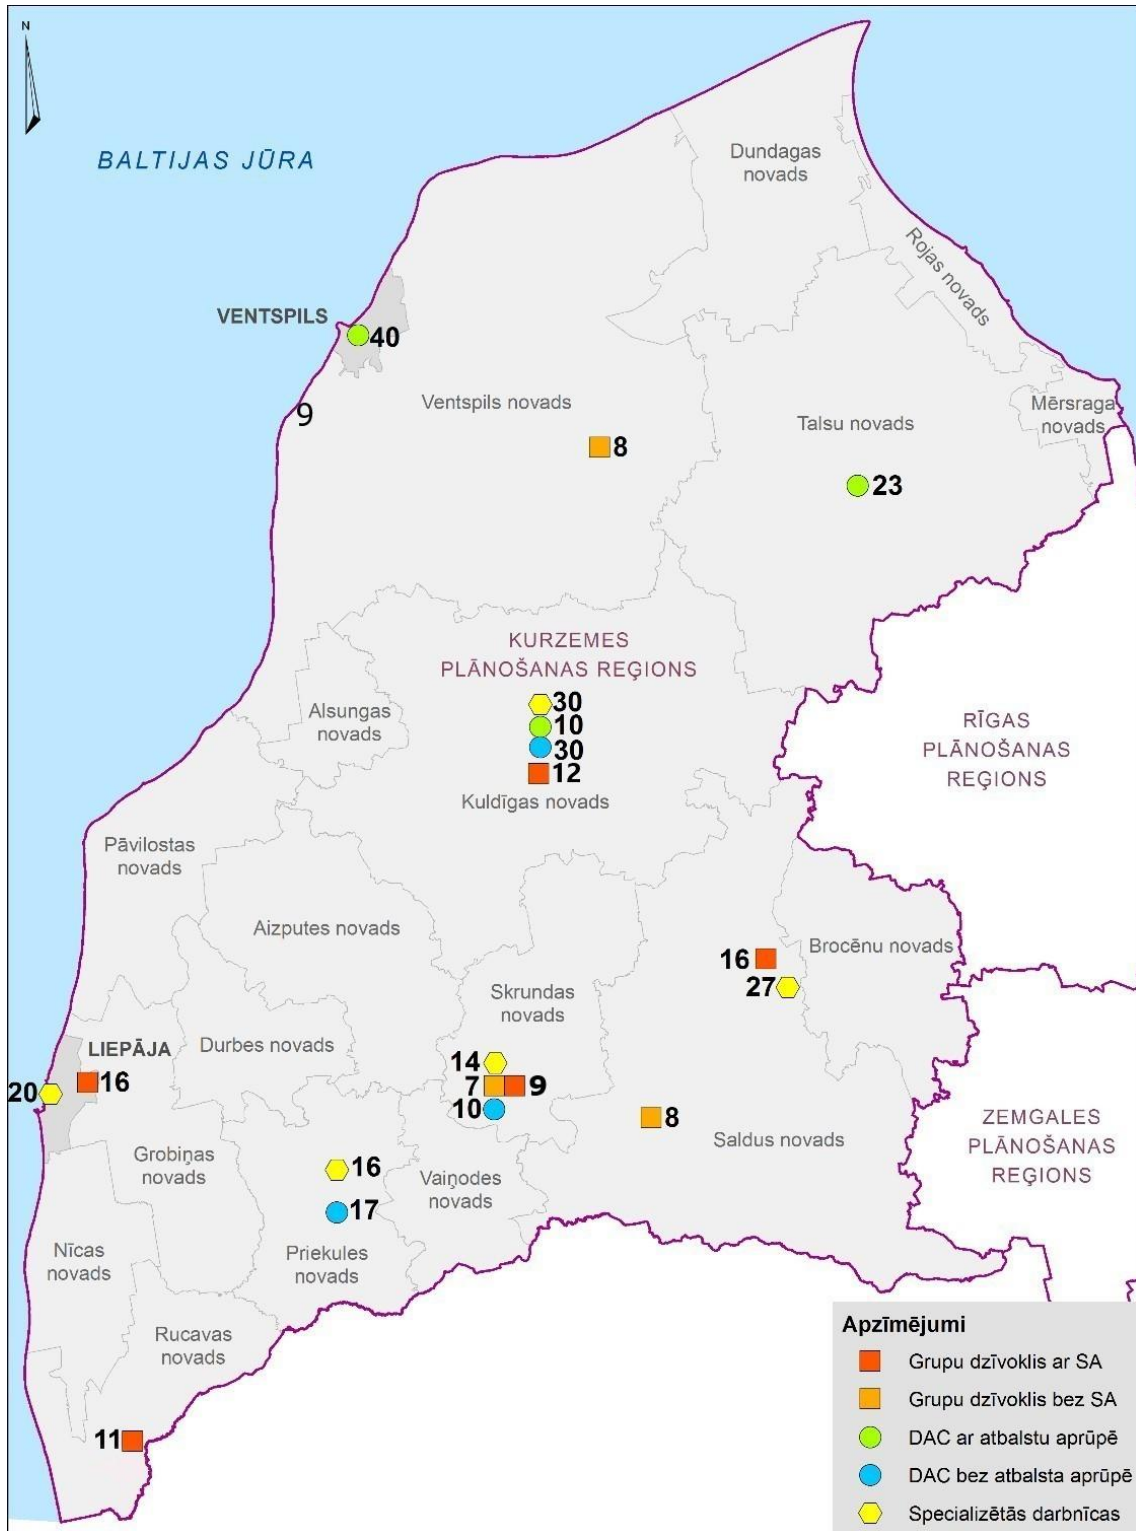 N
BALTIJAS JŪRA
Dundagas
novads
Rojas novads
VENTSPILS
40
9
Ventspils novads
8
Talsu novads
Mērsraga
novads
23
KURZEMES
PLĀNOŠANAS REĢIONS
30
10
30
12
Kuldīgas novads
Alsungas
novads
RĪGAS
PLĀNOŠANAS
REĢIONS
Pāvilostas
novads
Aizputes novads
Brocēnu novads
16
27
Skrundas
novads
LIEPĀJA
16
20
Durbes novads
14
7
9
10
8
Saldus novads
ZEMGALES
PLĀNOŠANAS
REĢIONS
Grobiņas
novads
16
17
Vaiņodes
novads
Priekules
novads
Nīcas
novads
Rucavas
novads
11
Apzīmējumi
Grupu dzīvoklis ar SA
Grupu dzīvoklis bez SA
DAC ar atbalstu aprūpē
DAC bez atbalsta aprūpē
Specializētās darbnīcas